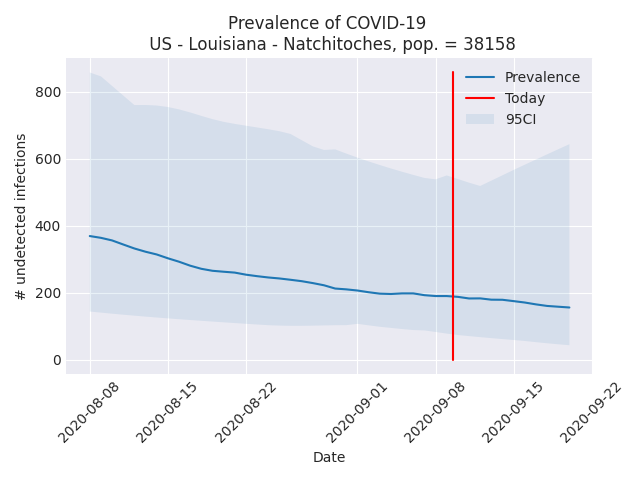 Prevalence of COVID-19
US - Louisiana - Natchitoches, pop. = 38158
Prevalence
Today
95CI
# undetected infections
800
600
400
200
0
2020-08-08
2020-08-15
2020-08-22
2020-09-01
2020-09-08
2020-09-15
2020-09-22
Date